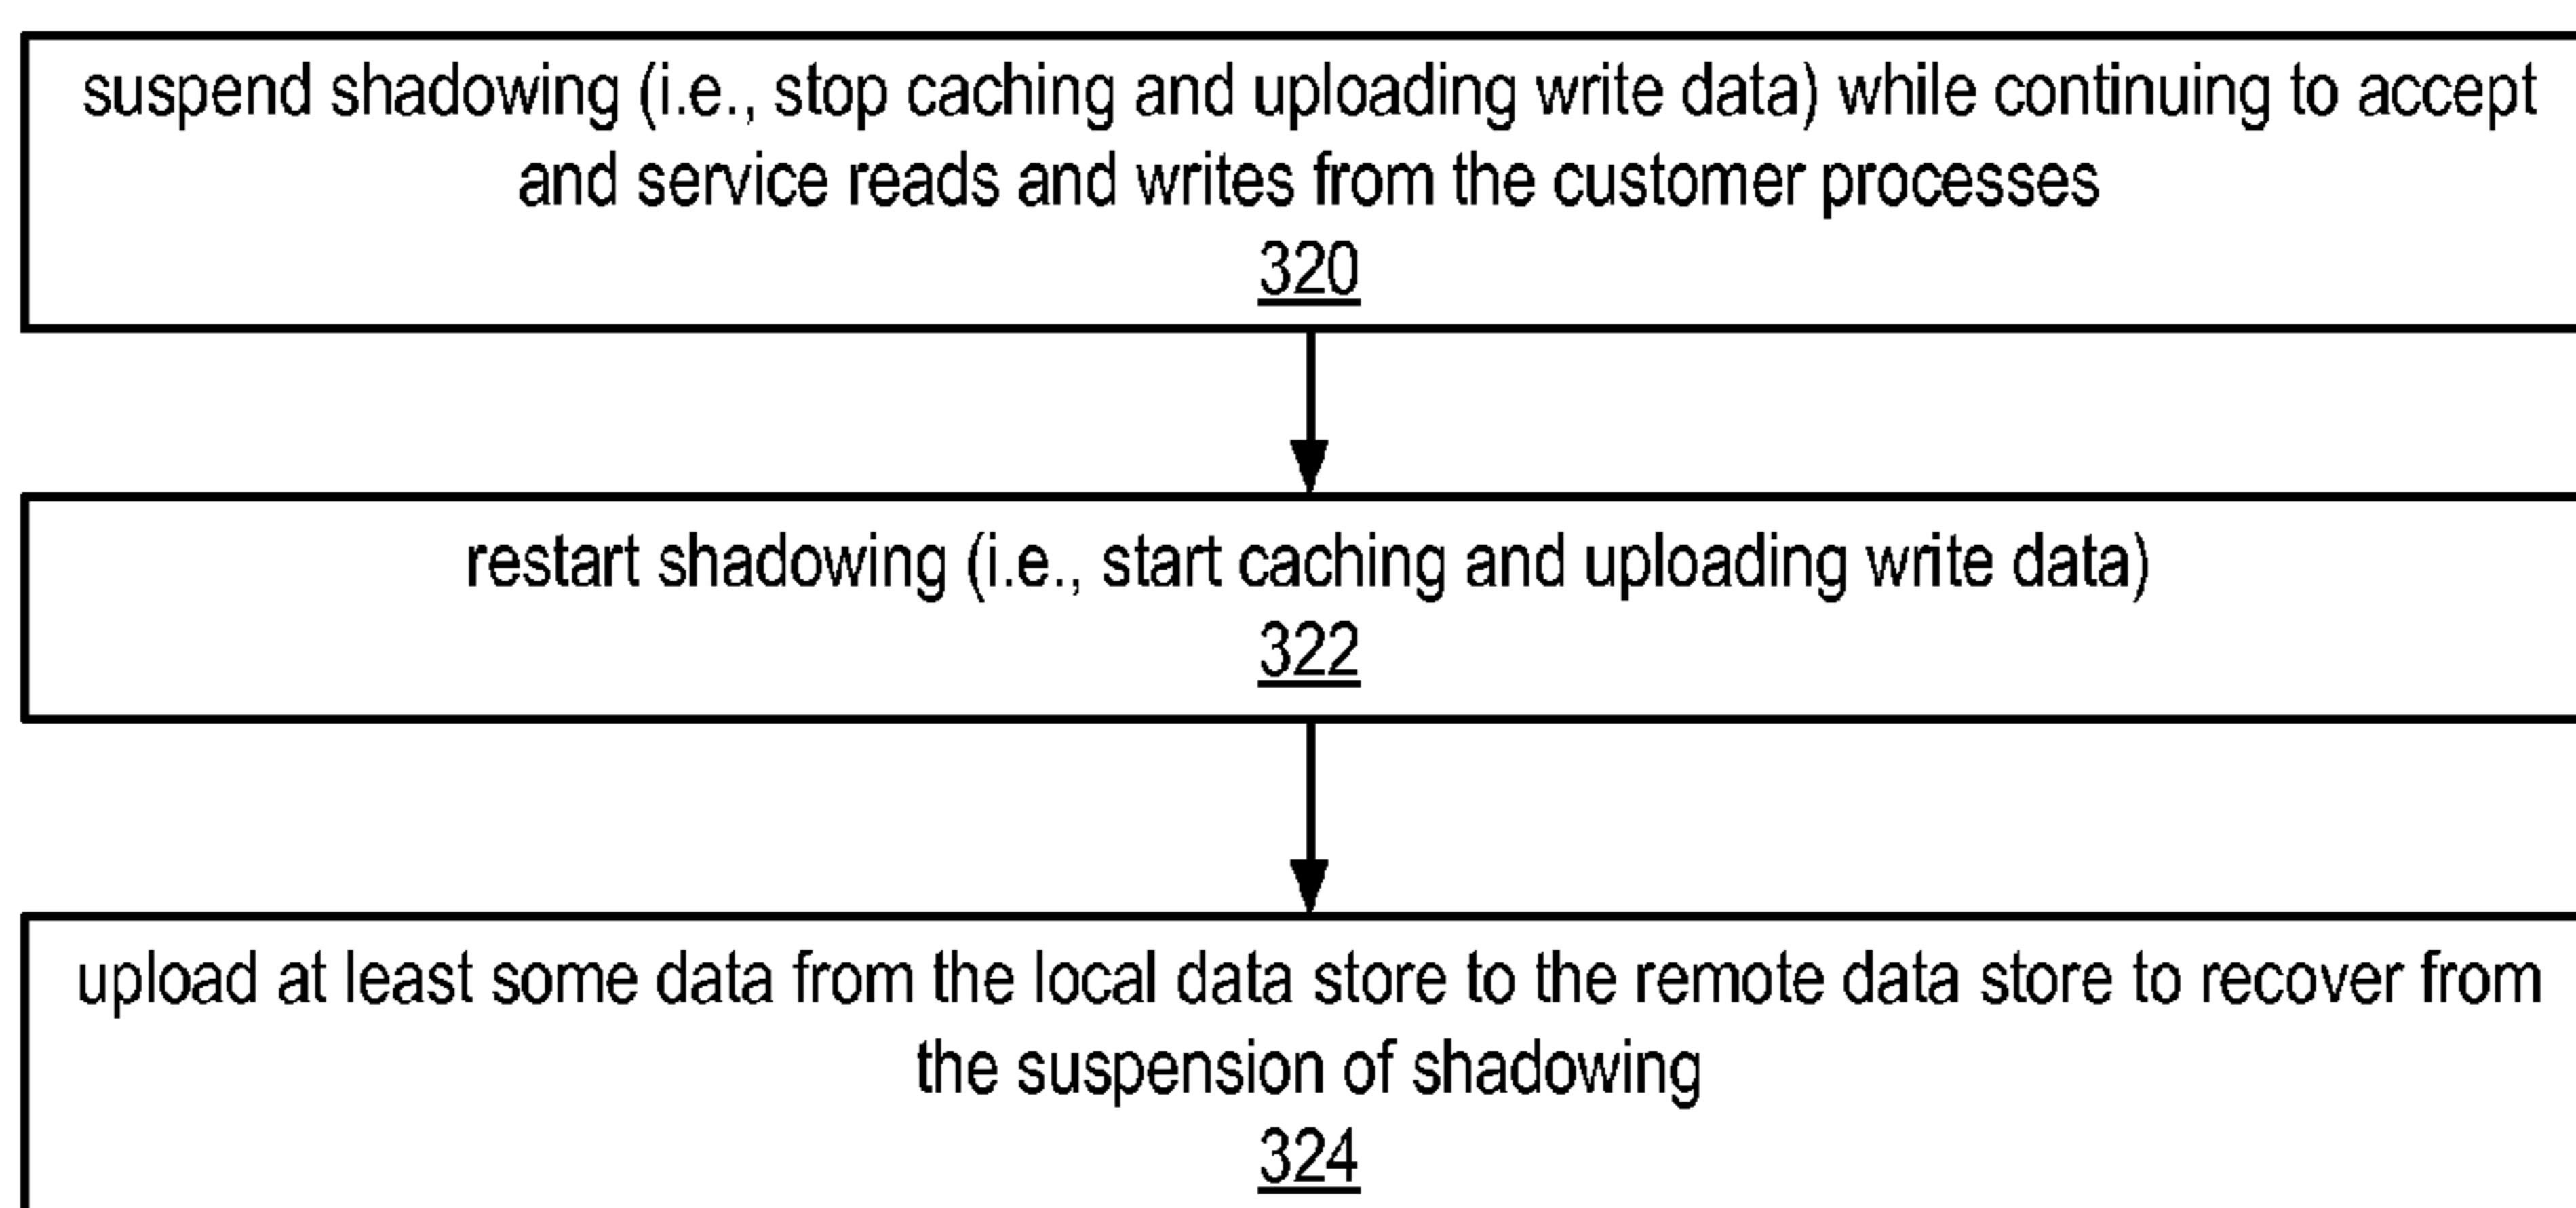 suspend shadowing (i.e., stop caching and uploading write data) while continuing to accept
and service reads and writes from the customer processes
320
restart shadowing (i.e., start caching and uploading write data)
322
upload at least some data from the local data store to the remote data store to recover from
the suspension of shadowing
324